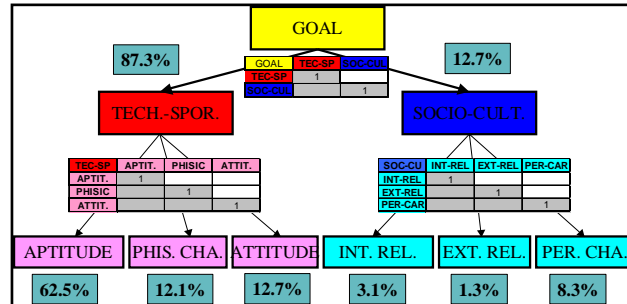 GOAL
87.3%
12.7%
GOAL TEC-SP SOC-CUL
TEC-SP 1
SOC-CUL 1
TECH.-SPOR.
SOCIO-CULT.
TEC-SP APTIT. PHISIC ATTIT.
APTIT. 1
PHISIC 1
ATTIT. 1
SOC-CU INT-REL EXT-REL PER-CAR
INT-REL 1
EXT-REL 1
PER-CAR 1
APTITUDE PHIS. CHA. ATTITUDE INT. REL. EXT. REL. PER. CHA.
62.5% 12.1% 12.7% 3.1% 1.3% 8.3%